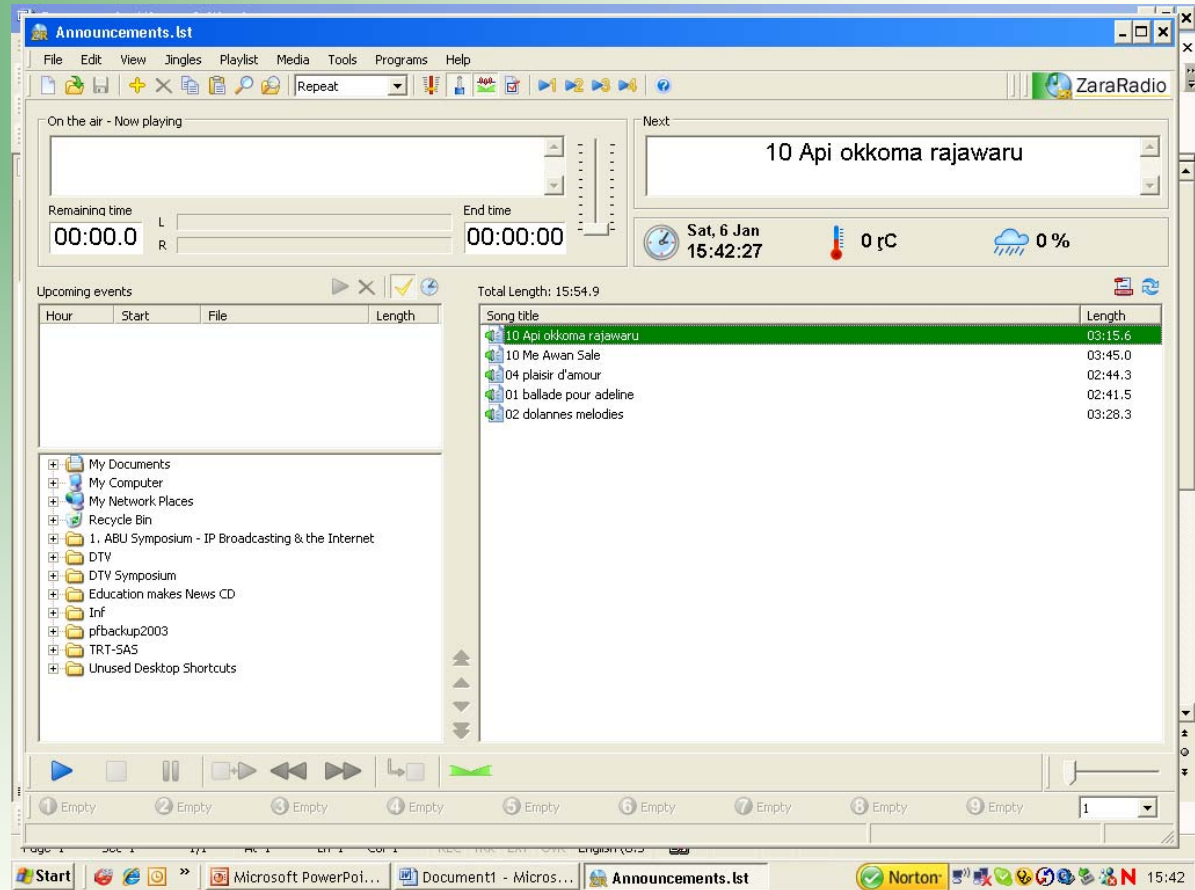 Announcements.lst
File Edit View Jingles Playlist Media Tools Programs Help
Repeat
1 2 3 4
ZaraRadio
On the air - Now playing
Next
10 Api okkoma rajawaru
Remaining time
L
R
End time
00:00.0
00:00:00
Sat, 6 Jan
15:42:27
0 ŗC
0 %
Upcoming events
Total Length: 15:54.9
Hour Start File Length
Song title Length
10 Api okkoma rajawaru 03:15.6
10 Me Awan Sale 03:45.0
04 plaisir d'amour 02:44.3
01 ballade pour adeline 02:41.5
02 dolannes melodies 03:28.3
My Documents
My Computer
My Network Places
Recycle Bin
1. ABU Symposium - IP Broadcasting & the Internet
DTV
DTV Symposium
Education makes News CD
Inf
pfbackup2003
TRT-SAS
Unused Desktop Shortcuts
1 Empty 2 Empty 3 Empty 4 Empty 5 Empty 6 Empty 7 Empty 8 Empty 9 Empty 1
Start » Microsoft PowerPoi... Document1 - Micros... Announcements.lst Norton N 15:42